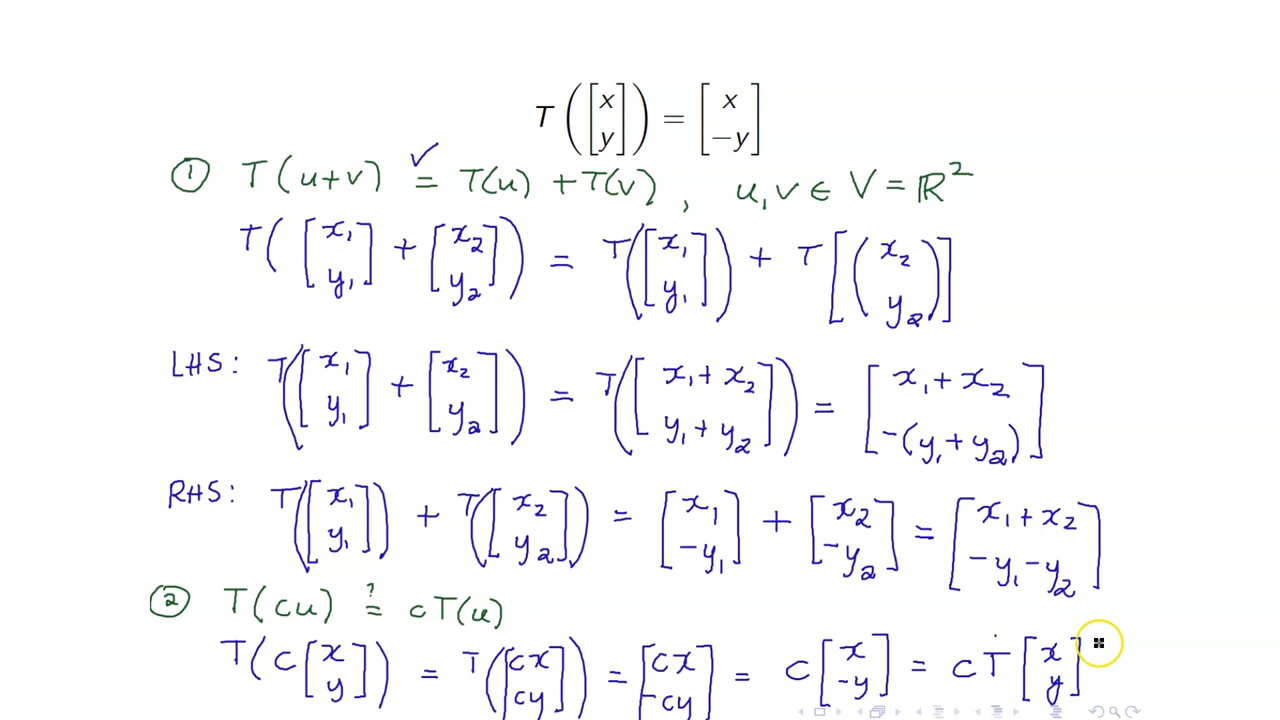 T([x y]) = [x -y]
① T(u+v) =✓ T(u) + T(v), u,v ∈ V = ℝ²
T([x₁ y₁] + [x₂ y₂]) = T([x₁ y₁]) + T[(x₂ y₂)]
LHS: T([x₁ y₁] + [x₂ y₂]) = T([x₁+x₂ y₁+y₂]) = [x₁+x₂ -(y₁+y₂)]
RHS: T([x₁ y₁]) + T([x₂ y₂]) = [x₁ -y₁] + [x₂ -y₂] = [x₁+x₂ -y₁-y₂]
② T(cu) ?= cT(u)
T(c[x y]) = T([cx cy]) = [cx -cy] = c[x -y] = cT[x y]